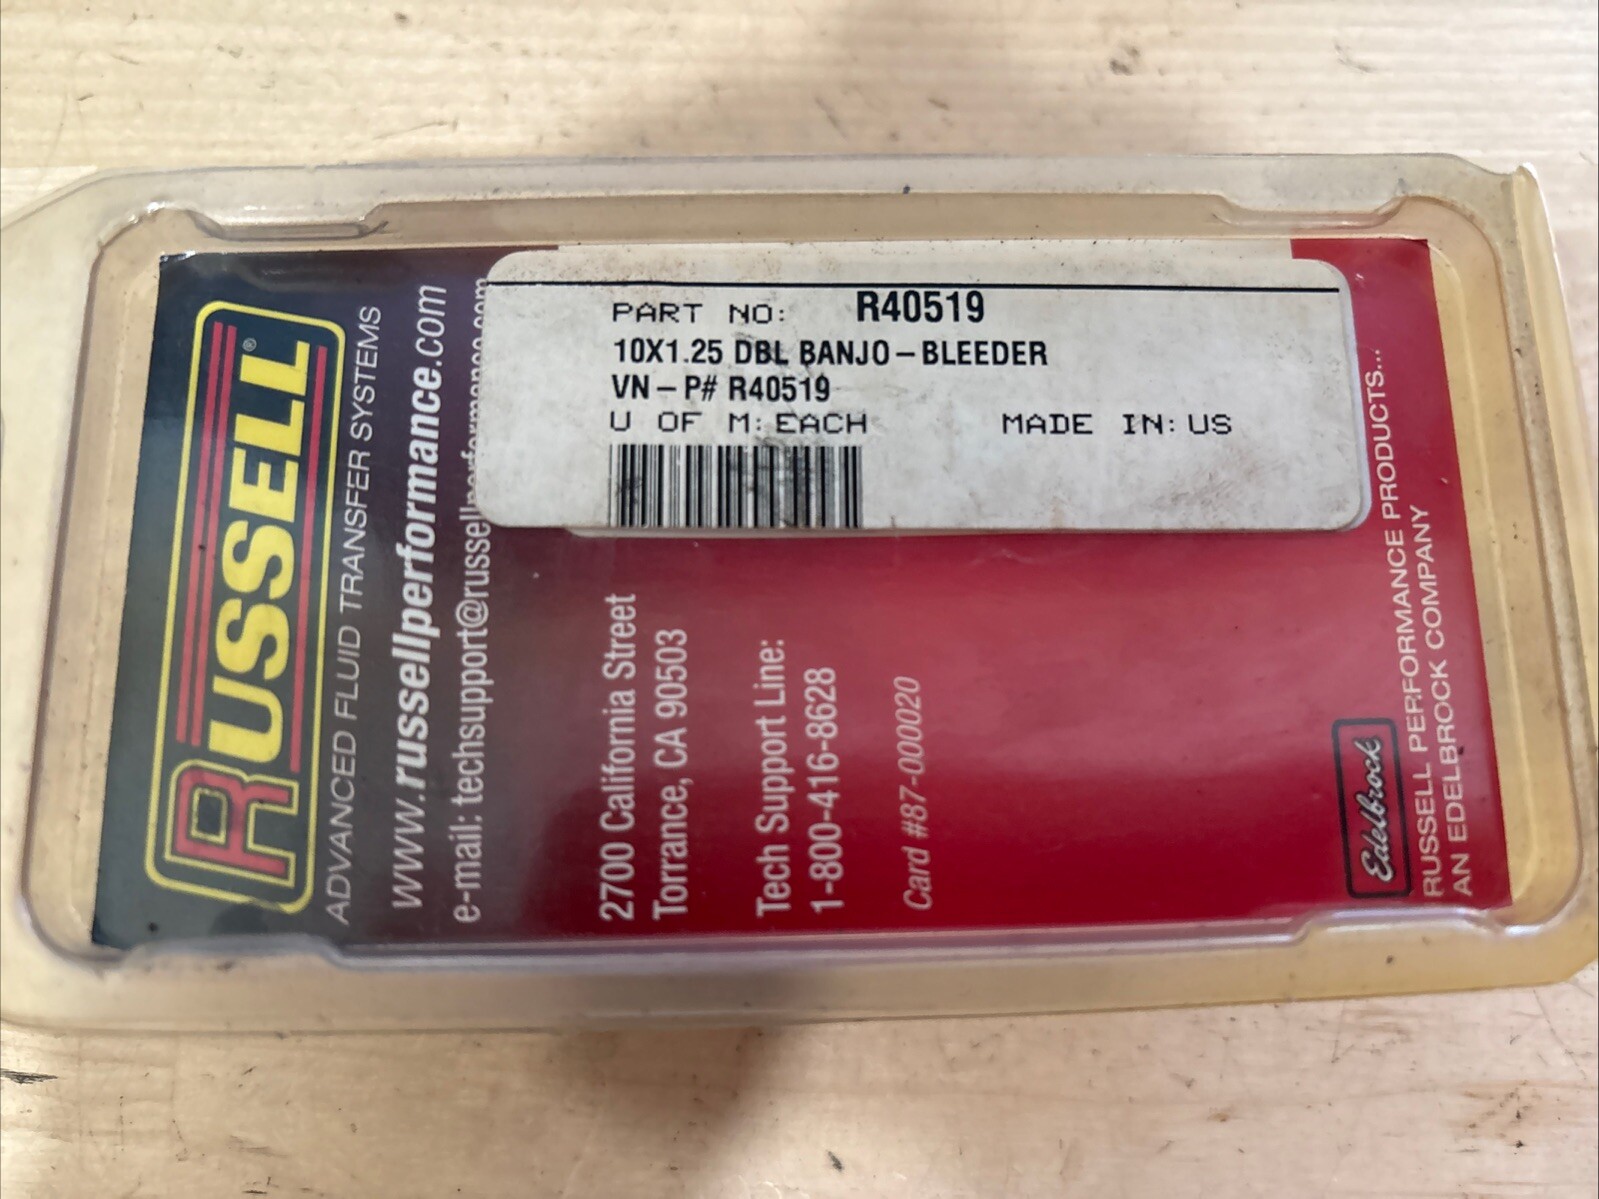 PART NO: R40519
10X1.25 DBL BANJO-BLEEDER
VN-P# R40519
U OF M: EACH MADE IN: US
RUSSELL®
ADVANCED FLUID TRANSFER SYSTEMS
www.russellperformance.com
e-mail: techsupport@russellperformance.com
2700 California Street
Torrance, CA 90503
Tech Support Line:
1-800-416-8628
Card #87-000020
Edelbrock
RUSSELL PERFORMANCE PRODUCTS...
AN EDELBROCK COMPANY